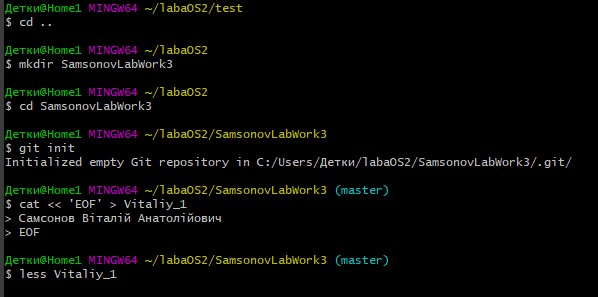 Детки@Home1 MINGW64 ~/labaOS2/test
$ cd ..
Детки@Home1 MINGW64 ~/labaOS2
$ mkdir SamsonovLabWork3
Детки@Home1 MINGW64 ~/labaOS2
$ cd SamsonovLabWork3
Детки@Home1 MINGW64 ~/labaOS2/SamsonovLabWork3
$ git init
Initialized empty Git repository in C:/Users/Детки/labaOS2/SamsonovLabWork3/.git/
Детки@Home1 MINGW64 ~/labaOS2/SamsonovLabWork3 (master)
$ cat << 'EOF' > Vitaliy_1
> Самсонов Віталій Анатолійович
> EOF
Детки@Home1 MINGW64 ~/labaOS2/SamsonovLabWork3 (master)
$ less Vitaliy_1